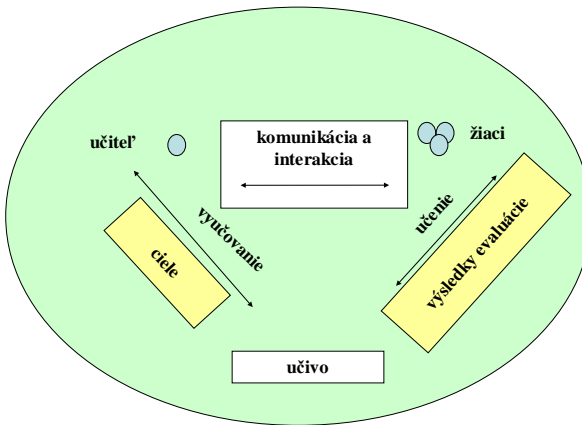 komunikácia a
interakcia
učiteľ
žiaci
vyučovanie
učenie
ciele
výsledky evaluácie
učivo